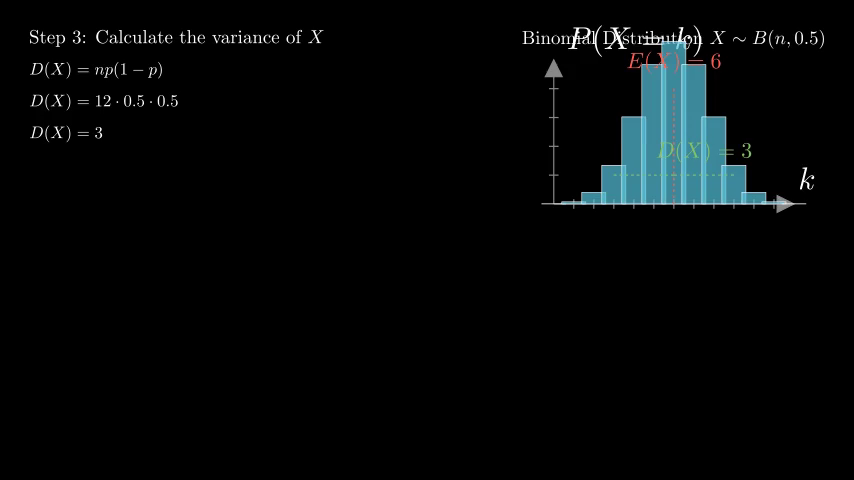 Step 3: Calculate the variance of X
D(X) = np(1 − p)
D(X) = 12 · 0.5 · 0.5
D(X) = 3
Binomial Distribution X ∼ B(n, 0.5)
P(X = k)
E(X) = 6
D(X) = 3
k